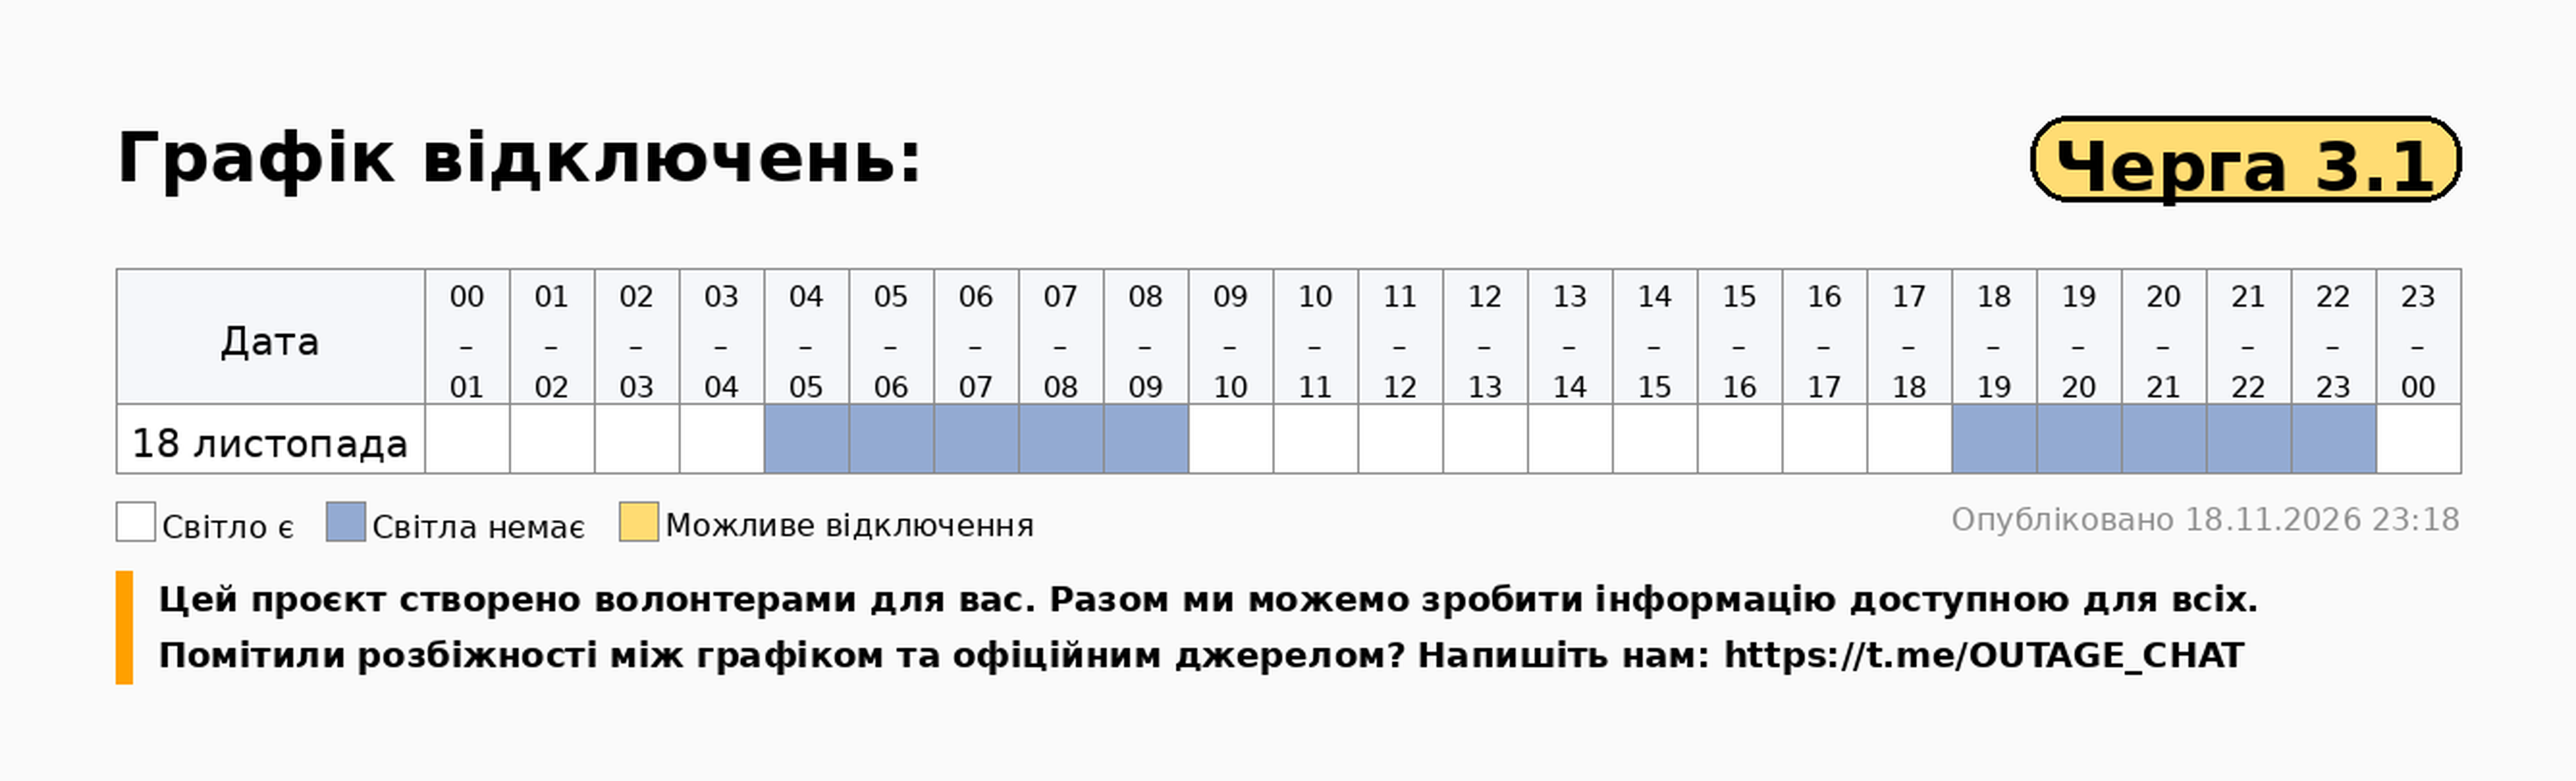 Графік відключень:
Черга 3.1
Дата 00 – 01 01 – 02 02 – 03 03 – 04 04 – 05 05 – 06 06 – 07 07 – 08 08 – 09 09 – 10 10 – 11 11 – 12 12 – 13 13 – 14 14 – 15 15 – 16 16 – 17 17 – 18 18 – 19 19 – 20 20 – 21 21 – 22 22 – 23 23 – 00
18 листопада
Світло є Світла немає Можливе відключення
Опубліковано 18.11.2026 23:18
Цей проєкт створено волонтерами для вас. Разом ми можемо зробити інформацію доступною для всіх.
Помітили розбіжності між графіком та офіційним джерелом? Напишіть нам: https://t.me/OUTAGE_CHAT